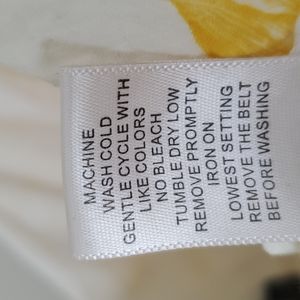 MACHINE
WASH COLD
GENTLE CYCLE WITH
LIKE COLORS
NO BLEACH
TUMBLE DRY LOW
REMOVE PROMPTLY
IRON ON
LOWEST SETTING
REMOVE THE BELT
BEFORE WASHING